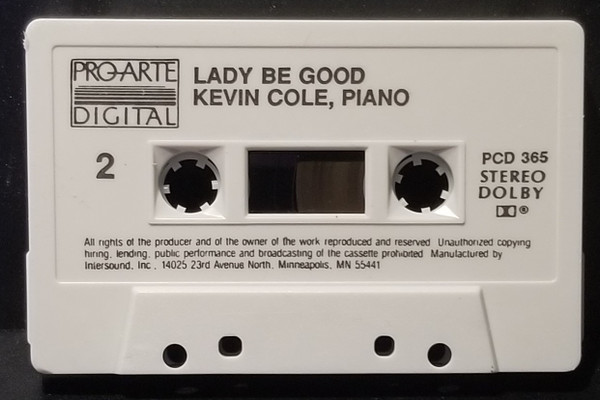 PRO-ARTE
DIGITAL
LADY BE GOOD
KEVIN COLE, PIANO
2
PCD 365
STEREO
DOLBY
®
All rights of the producer and of the owner of the work reproduced and reserved Unauthorized copying
hiring, lending, public performance and broadcasting of the cassette prohibited Manufactured by
Intersound, Inc., 14025 23rd Avenue North, Minneapolis, MN 55441